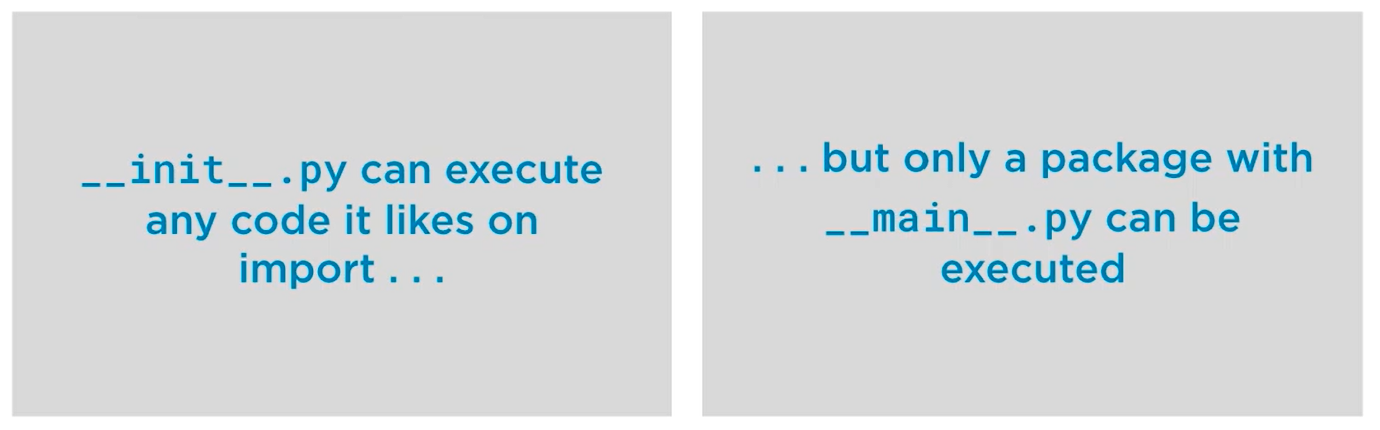 __init__.py can execute
any code it likes on
import . . .
. . . but only a package with
__main__.py can be
executed